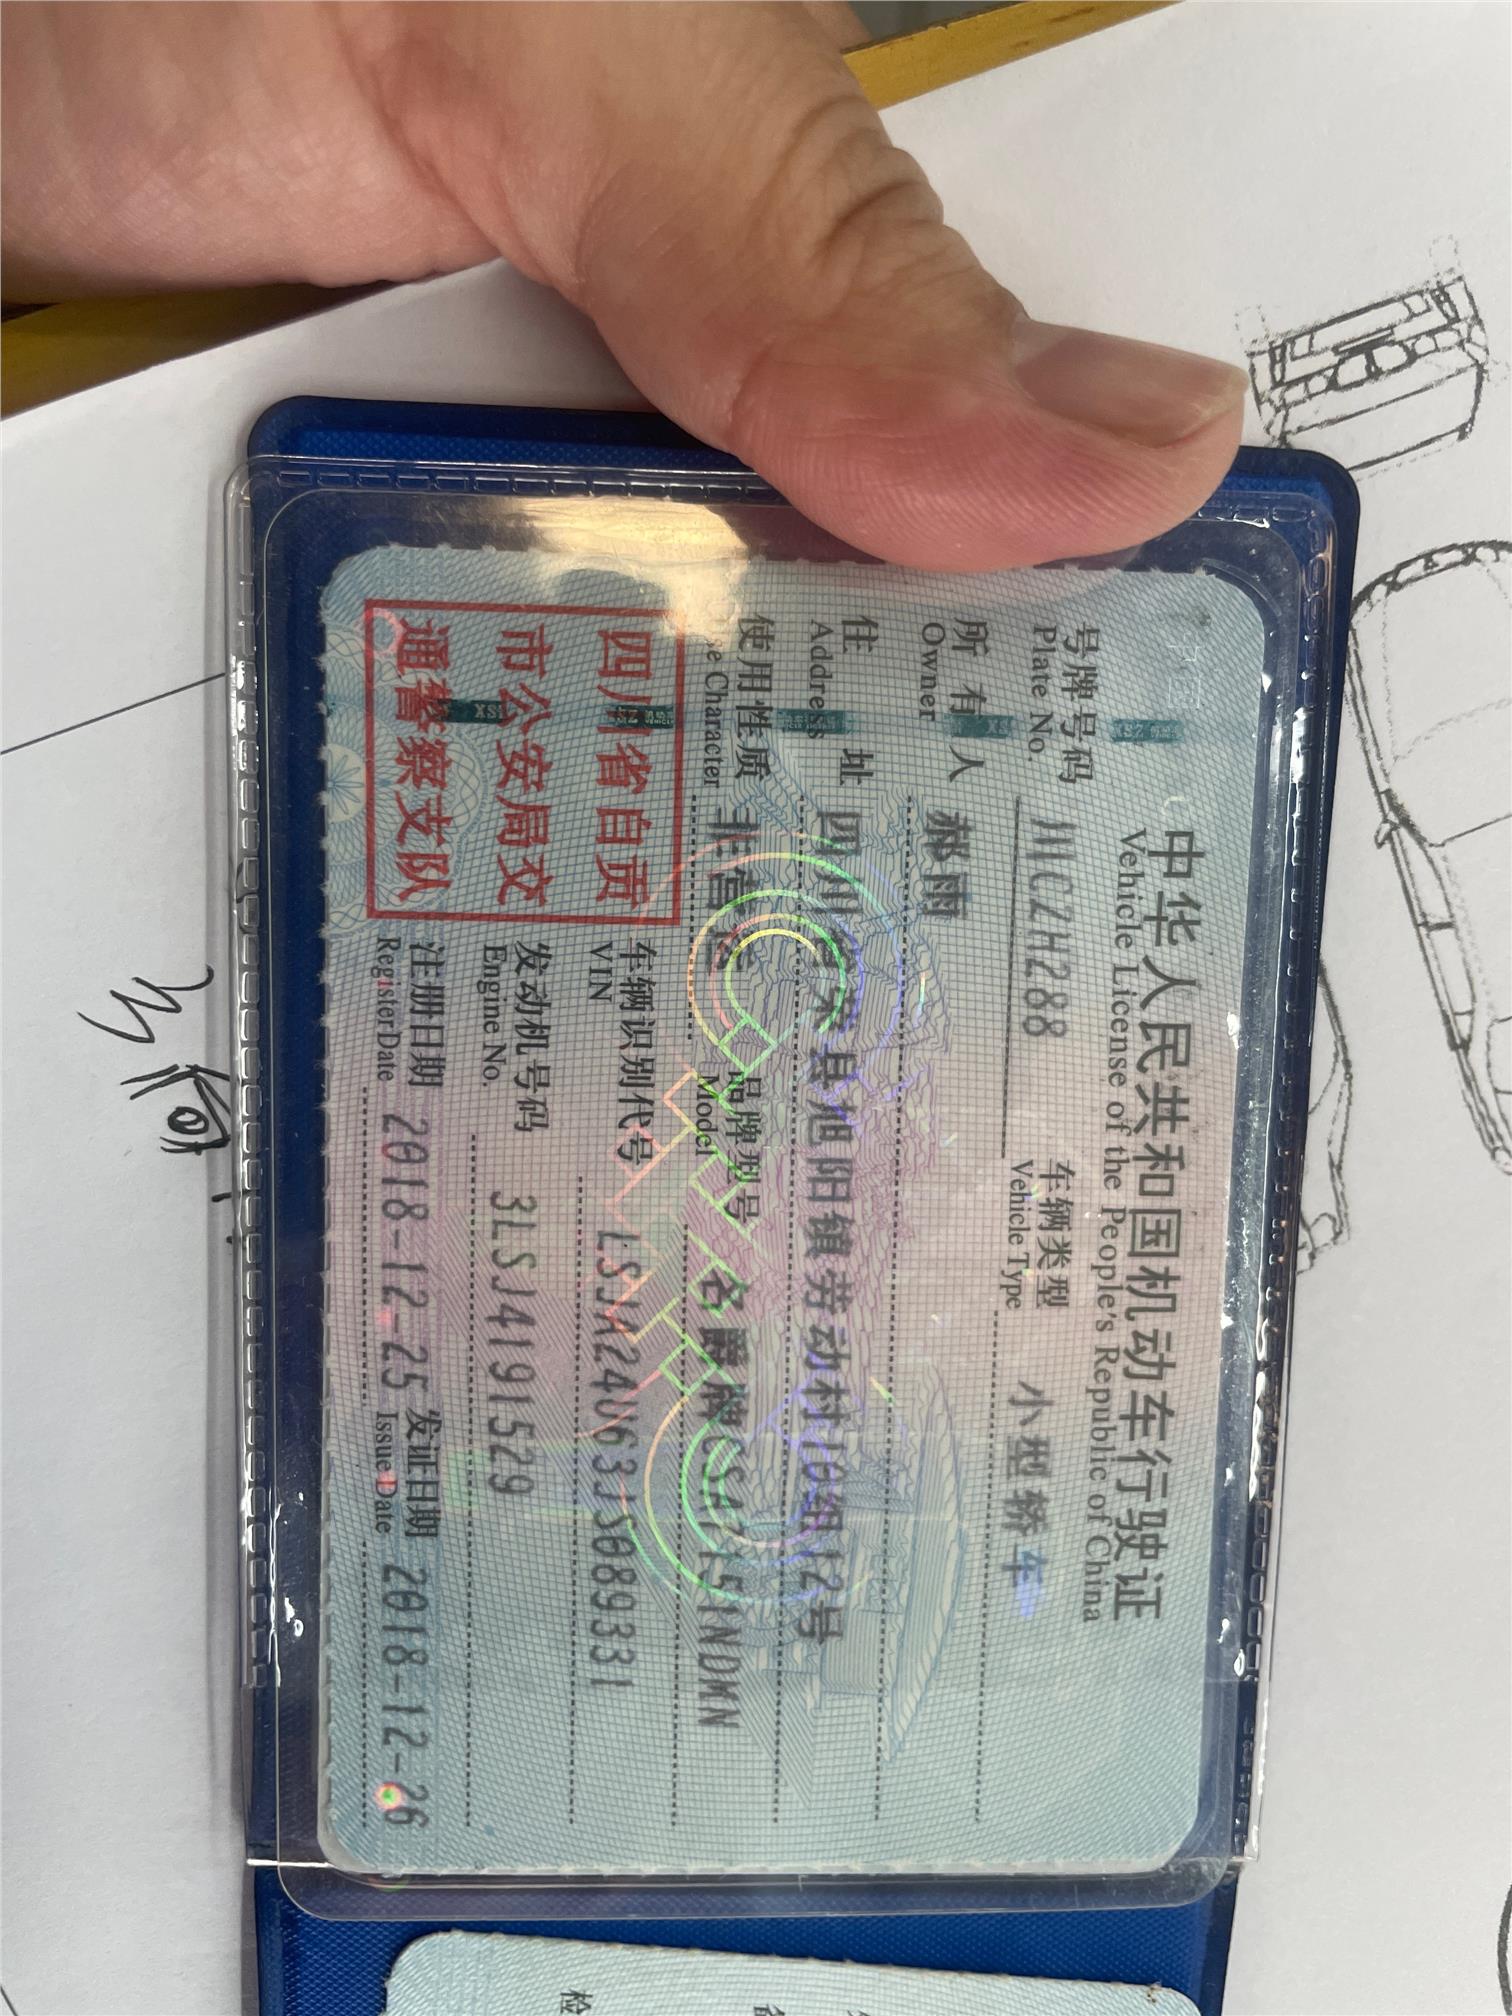 中华人民共和国机动车行驶证
Vehicle License of the People's Republic of China
号牌号码 川C2H288 车辆类型 小型轿车
Plate No. Vehicle Type
所有人 郝雨
Owner
住址 四川省荣县旭阳镇劳动村10组12号
Address
使用性质 非营运 品牌型号 名爵牌CSA7151NDMN
Use Character Model
四川省自贡
市公安局交
通警察支队
车辆识别代号 LSJA24U63JS089331
VIN
发动机号码 3LSJ4191529
Engine No.
注册日期 2018-12-25 发证日期 2018-12-26
Register Date Issue Date
检